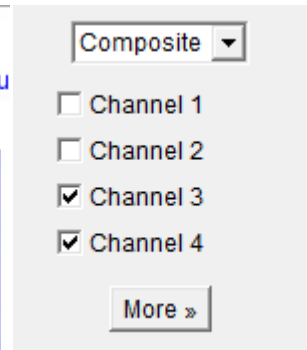 Composite
u
Channel 1
Channel 2
Channel 3
Channel 4
More »